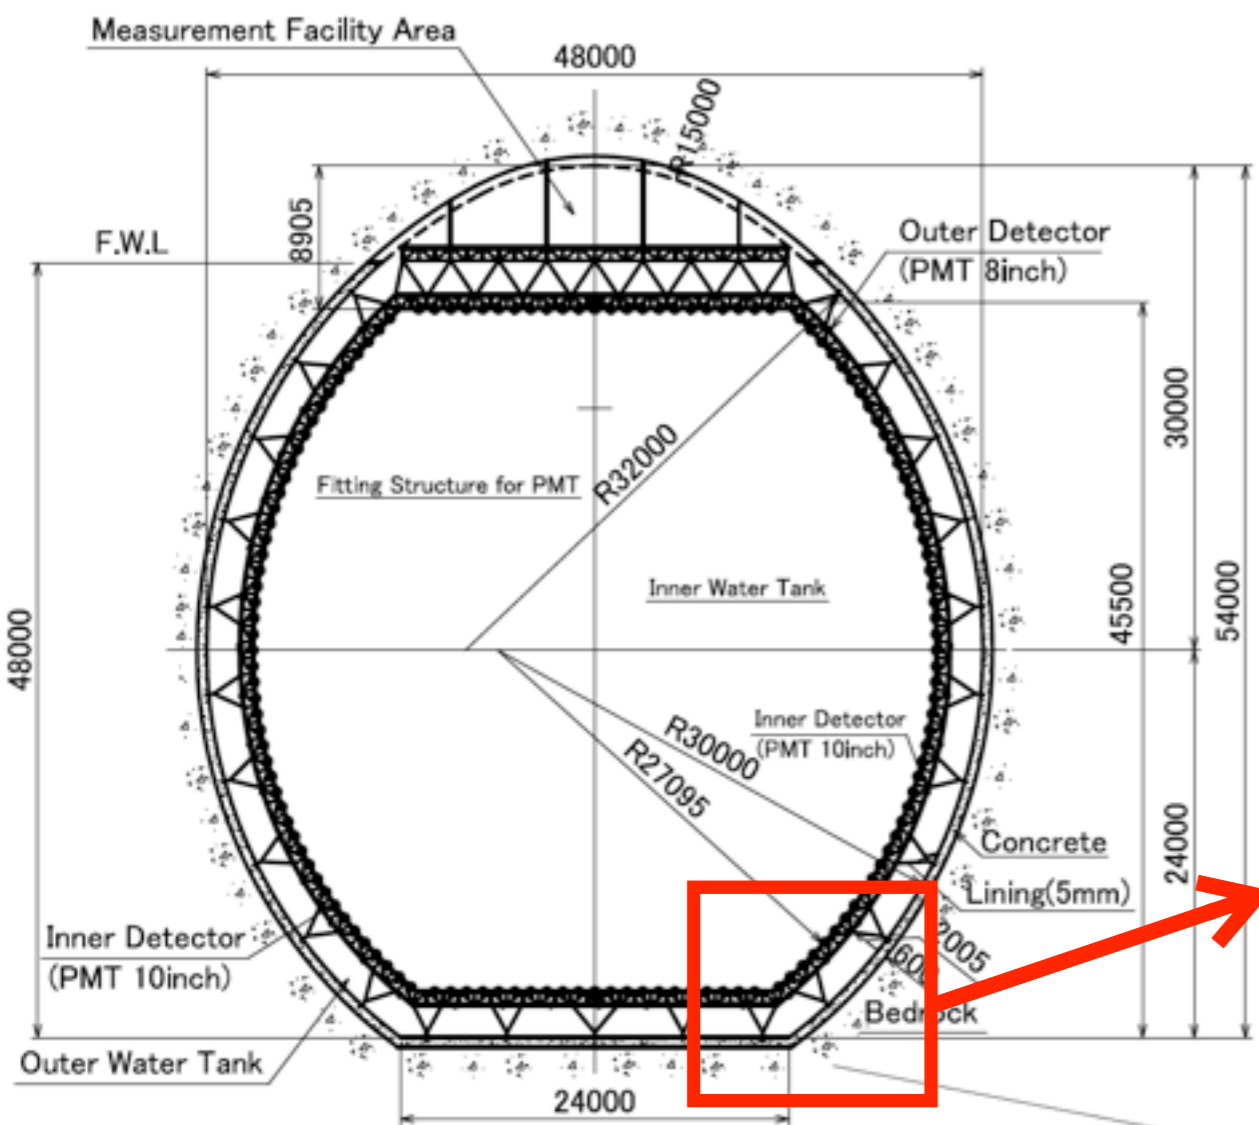 Measurement Facility Area
48000
R15000
8905
F.W.L
Outer Detector
(PMT 8inch)
30000
54000
R32000
Fitting Structure for PMT
Inner Water Tank
45500
48000
Inner Detector
(PMT 10inch)
R30000
R27095
24000
Concrete
Lining(5mm)
2005
Inner Detector
(PMT 10inch)
Bedrock
Outer Water Tank
24000